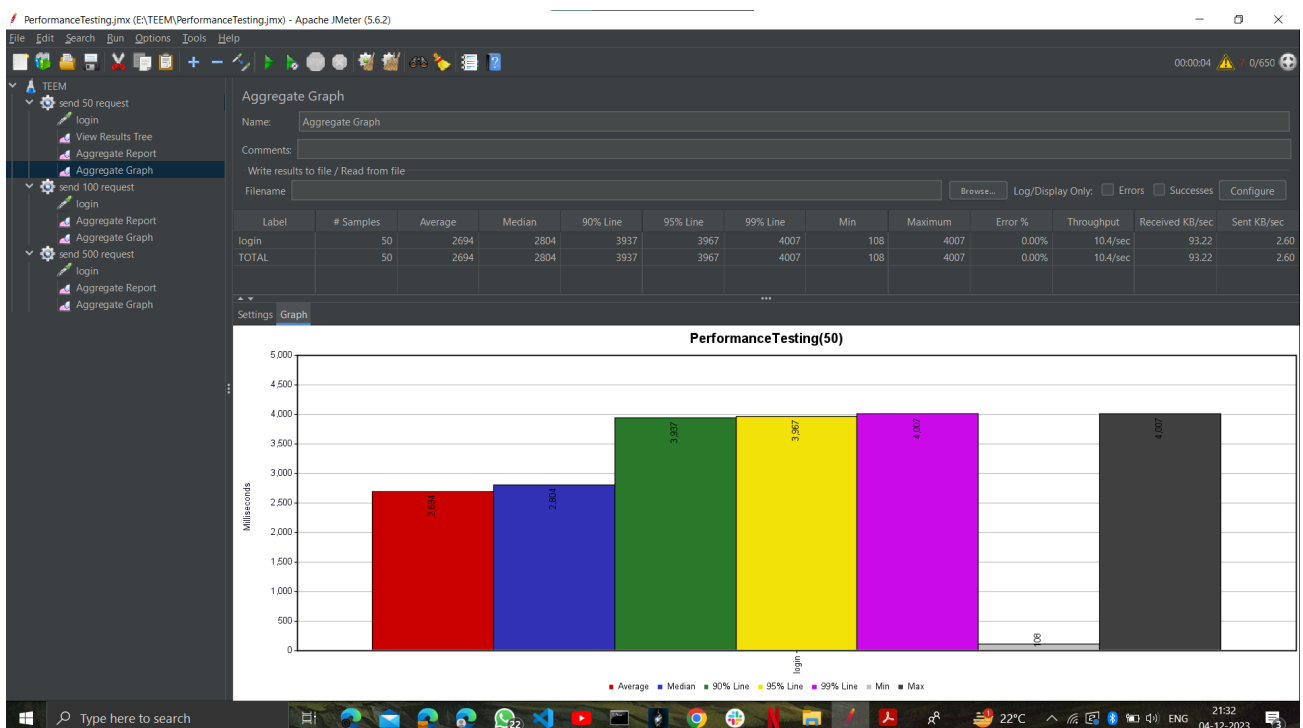 PerformanceTesting.jmx (E:\TEEM\PerformanceTesting.jmx) - Apache JMeter (5.6.2)
File Edit Search Run Options Tools Help
00:00:04 0/650
TEEM
send 50 request
login
View Results Tree
Aggregate Report
Aggregate Graph
send 100 request
login
Aggregate Report
Aggregate Graph
send 500 request
login
Aggregate Report
Aggregate Graph
Aggregate Graph
Name: Aggregate Graph
Comments:
Write results to file / Read from file
Filename Browse... Log/Display Only: Errors Successes Configure
Label # Samples Average Median 90% Line 95% Line 99% Line Min Maximum Error % Throughput Received KB/sec Sent KB/sec
login 50 2694 2804 3937 3967 4007 108 4007 0.00% 10.4/sec 93.22 2.60
TOTAL 50 2694 2804 3937 3967 4007 108 4007 0.00% 10.4/sec 93.22 2.60
Settings Graph
PerformanceTesting(50)
Milliseconds
5,000
4,500
4,000
3,500
3,000
2,500
2,000
1,500
1,000
500
0
2,694 2,804 3,937 3,967 4,007 108 4,007
login
Average Median 90% Line 95% Line 99% Line Min Max
Type here to search
22
22°C
ENG
21:32
04-12-2023
3